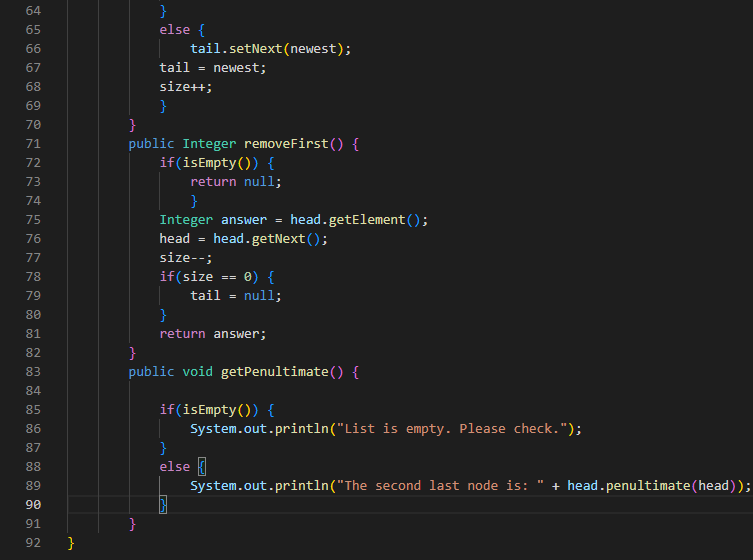 64             }
65             else {
66                 tail.setNext(newest);
67             tail = newest;
68             size++;
69             }
70         }
71         public Integer removeFirst() {
72             if(isEmpty()) {
73                 return null;
74                 }
75             Integer answer = head.getElement();
76             head = head.getNext();
77             size--;
78             if(size == 0) {
79                 tail = null;
80             }
81             return answer;
82         }
83         public void getPenultimate() {
84
85             if(isEmpty()) {
86                 System.out.println("List is empty. Please check.");
87             }
88             else {
89                 System.out.println("The second last node is: " + head.penultimate(head));
90             }
91         }
92 }